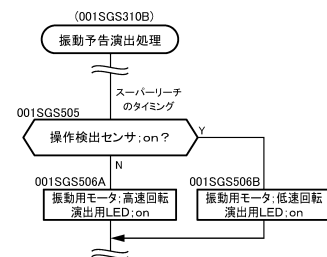 (001SGS310B)
振動予告演出処理
スーパーリーチ
のタイミング
001SGS505
操作検出センサ;on？
Y
N
001SGS506A
振動用モータ;高速回転
演出用LED;on
001SGS506B
振動用モータ;低速回転
演出用LED;on